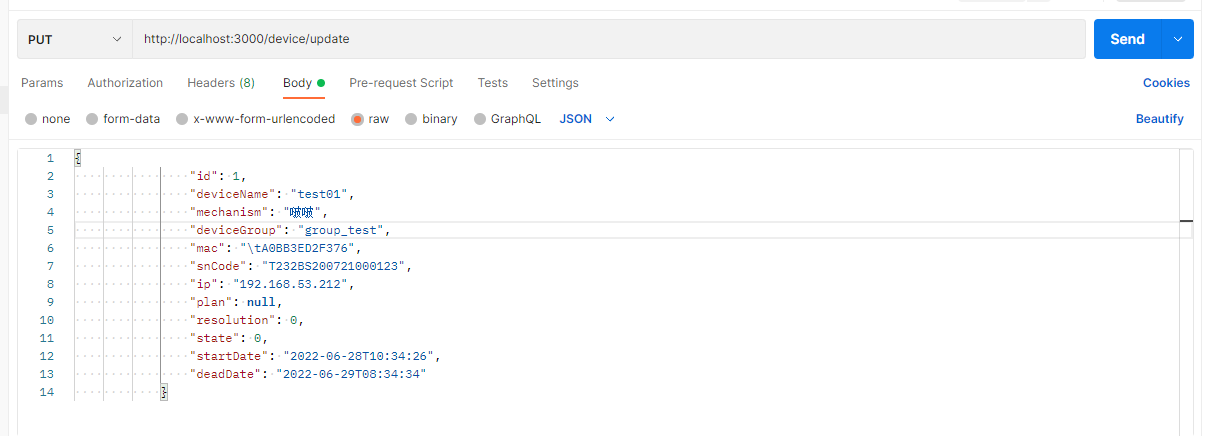 PUT http://localhost:3000/device/update Send
Params Authorization Headers (8) Body Pre-request Script Tests Settings Cookies
none form-data x-www-form-urlencoded raw binary GraphQL JSON Beautify
1 {
2 "id": 1,
3 "deviceName": "test01",
4 "mechanism": "啵啵",
5 "deviceGroup": "group_test",
6 "mac": "\tA0BB3ED2F376",
7 "snCode": "T232BS200721000123",
8 "ip": "192.168.53.212",
9 "plan": null,
10 "resolution": 0,
11 "state": 0,
12 "startDate": "2022-06-28T10:34:26",
13 "deadDate": "2022-06-29T08:34:34"
14 }